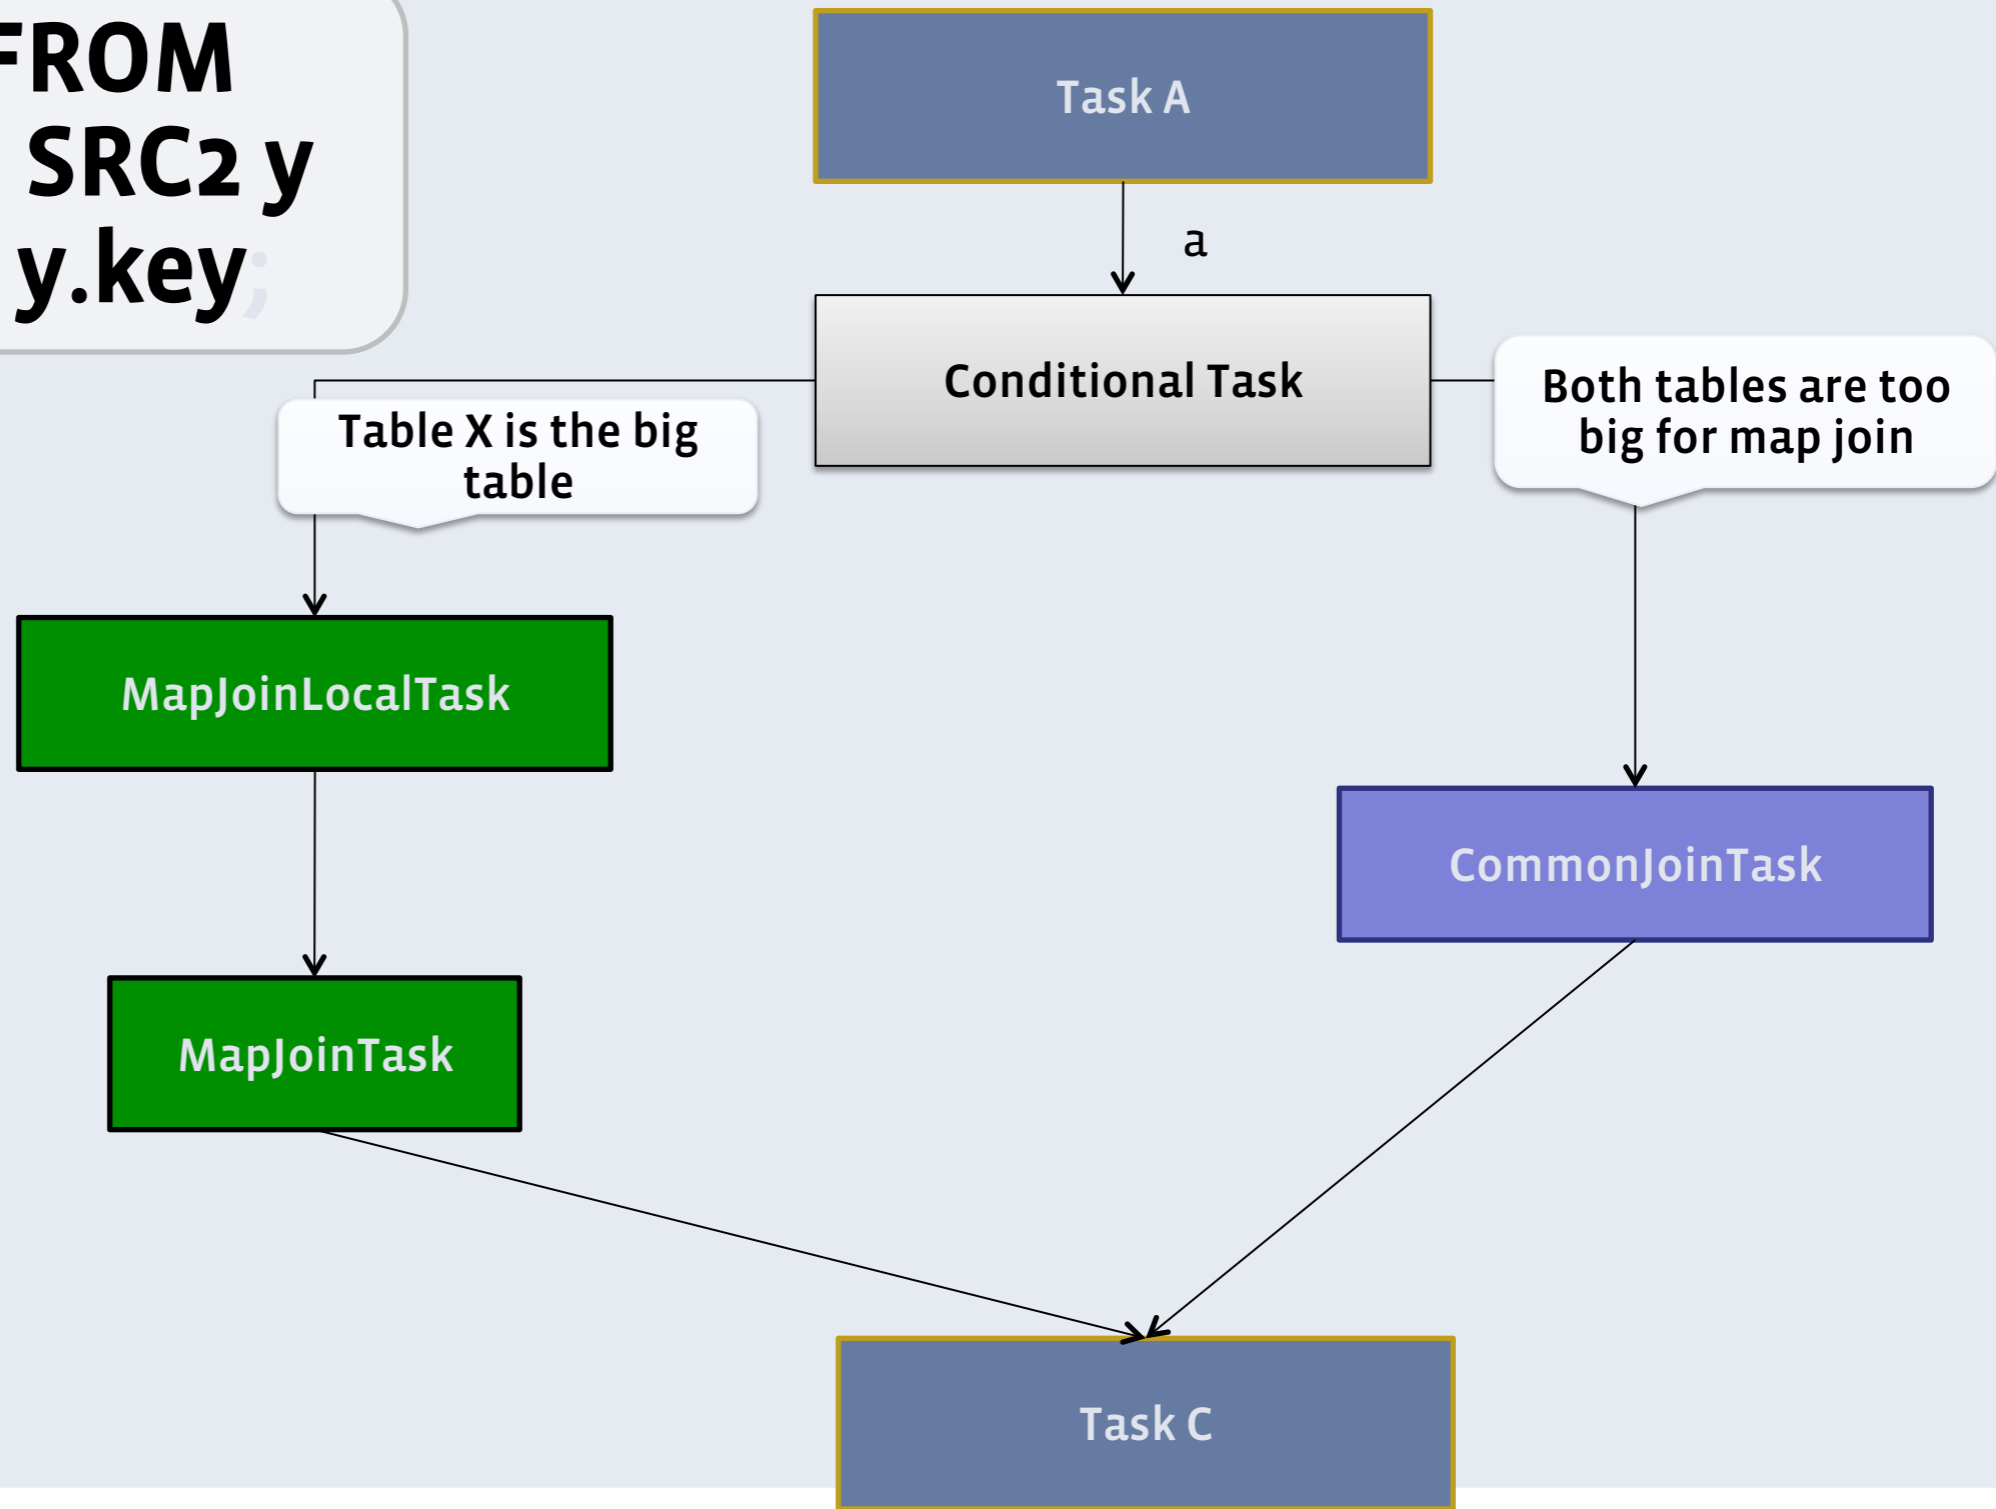 FROM
SRC2 y
y.key;
Task A
a
Conditional Task
Table X is the big
table
Both tables are too
big for map join
MapJoinLocalTask
CommonJoinTask
MapJoinTask
Task C